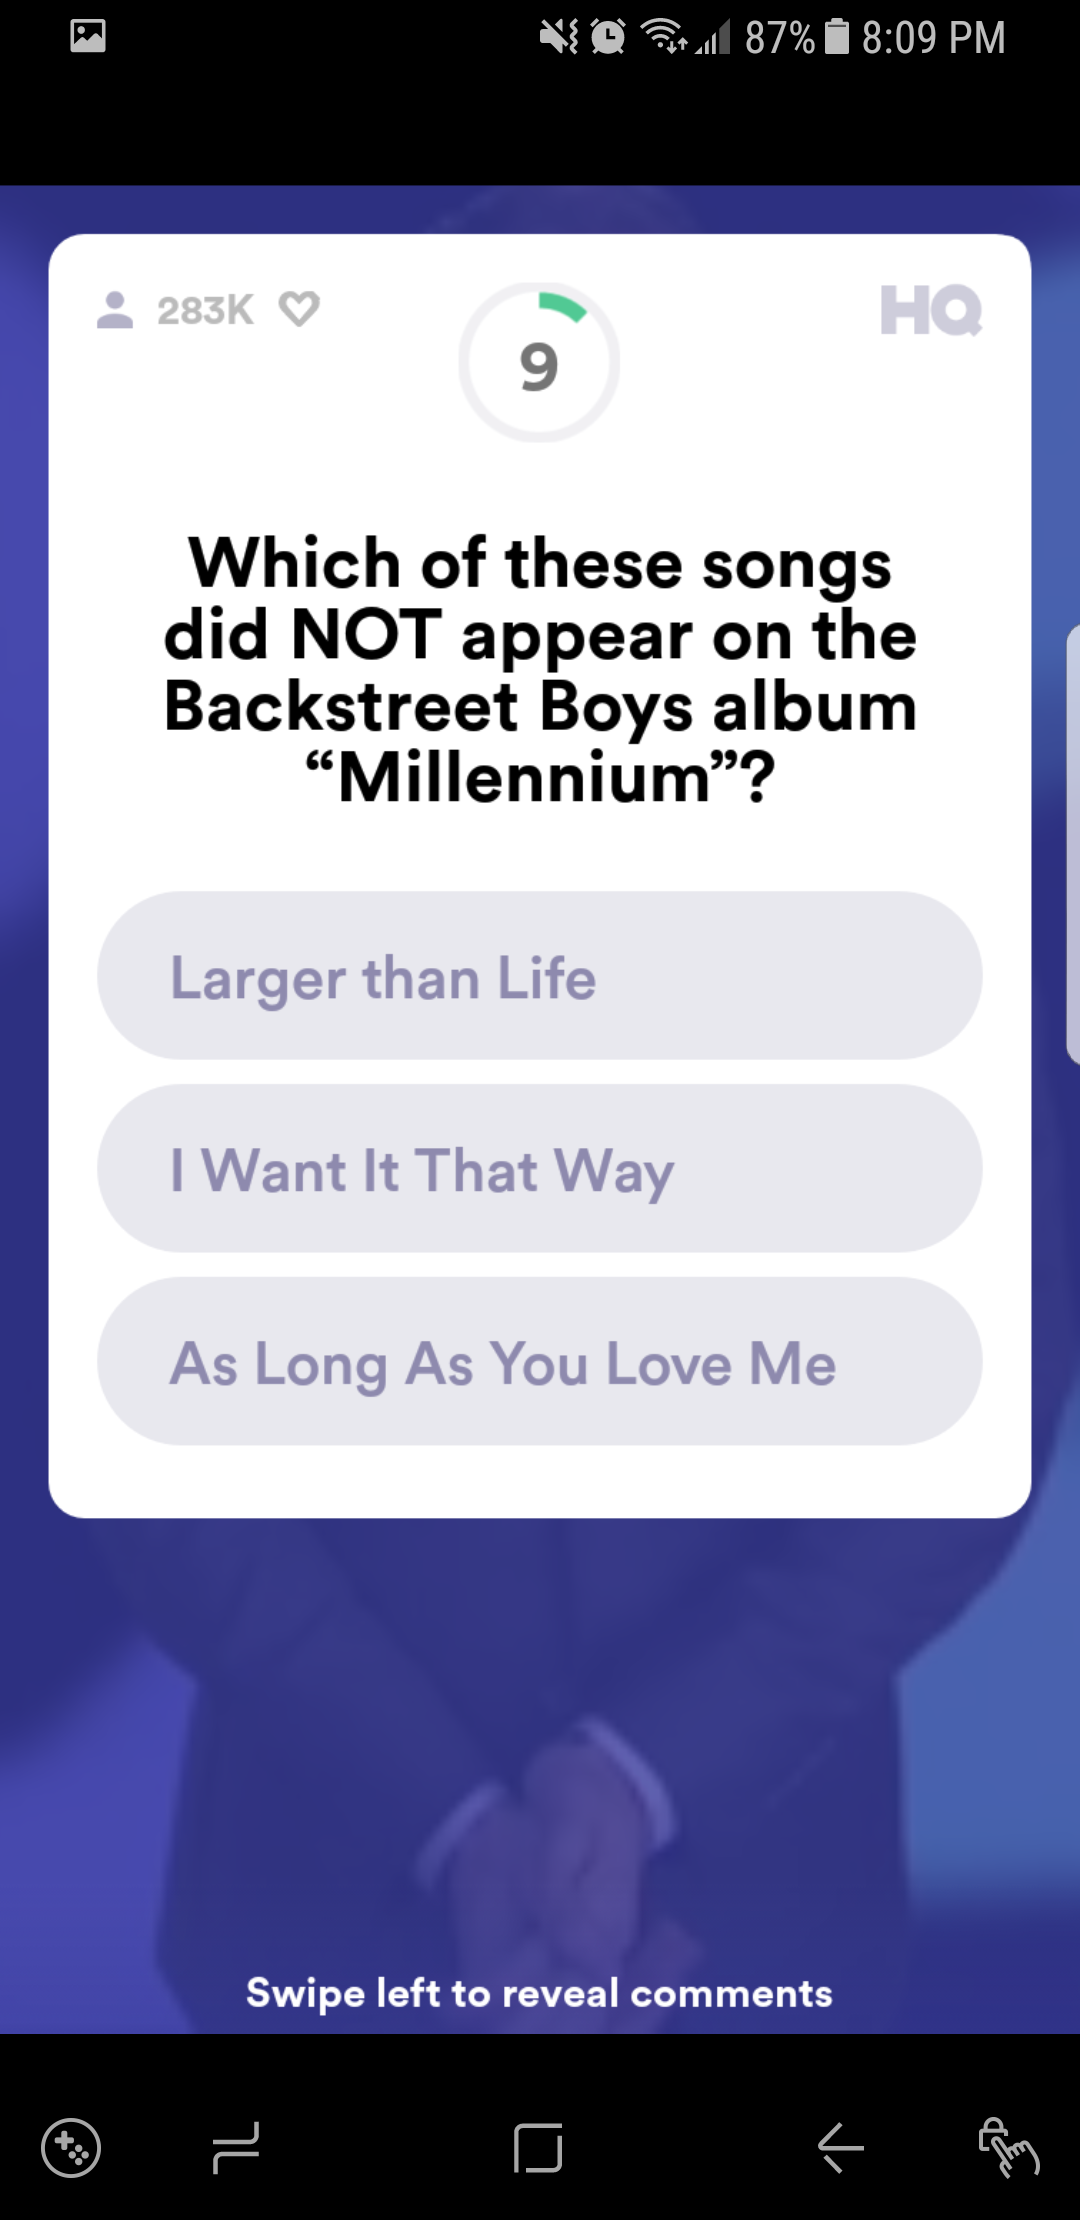 87% 8:09 PM
283K
9
HQ
Which of these songs
did NOT appear on the
Backstreet Boys album
“Millennium”?
Larger than Life
I Want It That Way
As Long As You Love Me
Swipe left to reveal comments